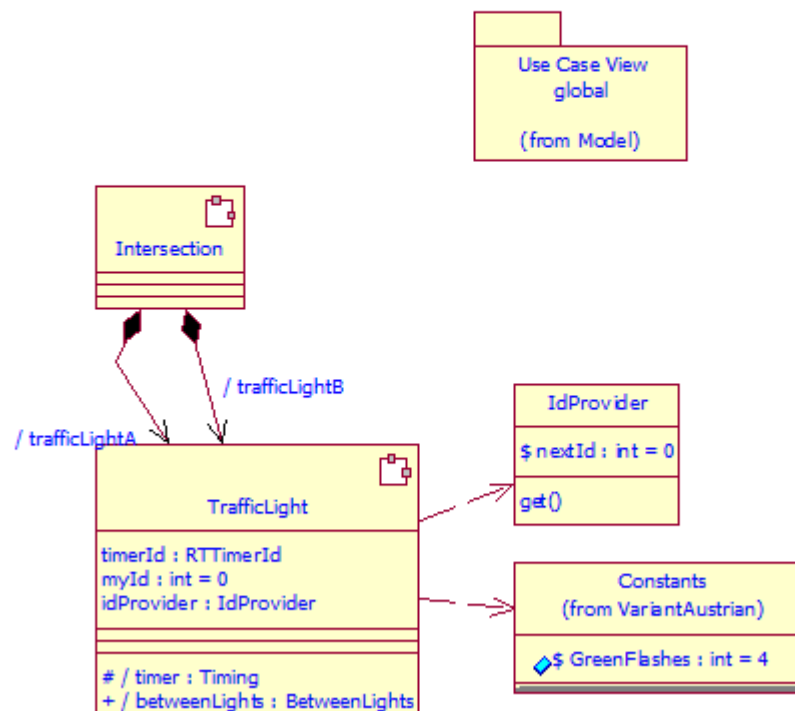 Use Case View
global
(from Model)
Intersection
/ trafficLightB
/ trafficLightA
IdProvider
$ nextId : int = 0
get()
TrafficLight
timerId : RTTimerId
myId : int = 0
idProvider : IdProvider
Constants
(from VariantAustrian)
$ GreenFlashes : int = 4
# / timer : Timing
+ / betweenLights : BetweenLights